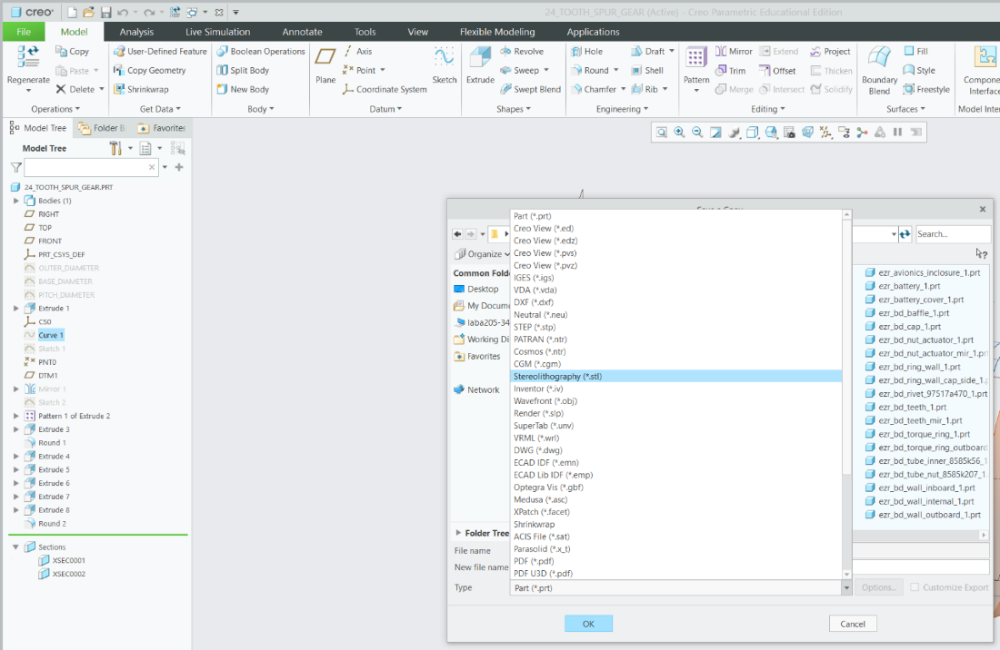 creo
24_TOOTH_SPUR_GEAR (Active) - Creo Parametric Educational Edition
File Model Analysis Live Simulation Annotate Tools View Flexible Modeling Applications
Regenerate
Copy
Paste
Delete
Operations
User-Defined Feature
Copy Geometry
Shrinkwrap
Get Data
Boolean Operations
Split Body
New Body
Body
Plane
Axis
Point
Coordinate System
Sketch
Datum
Extrude
Revolve
Sweep
Swept Blend
Shapes
Hole
Round
Chamfer
Draft
Shell
Rib
Engineering
Pattern
Mirror
Trim
Merge
Extend
Offset
Intersect
Project
Thicken
Solidify
Editing
Boundary
Blend
Fill
Style
Freestyle
Surfaces
Compone
Interfac
Model Inter
Model Tree
Folder B
Favorites
Model Tree
24_TOOTH_SPUR_GEAR.PRT
Bodies (1)
RIGHT
TOP
FRONT
PRT_CSYS_DEF
OUTER_DIAMETER
BASE_DIAMETER
PITCH_DIAMETER
Extrude 1
CS0
Curve 1
Sketch 1
PNT0
DTM1
Mirror 1
Sketch 2
Pattern 1 of Extrude 2
Extrude 3
Round 1
Extrude 4
Extrude 5
Extrude 6
Extrude 7
Extrude 8
Round 2
Sections
XSEC0001
XSEC0002
Search...
Organize
Common Folde
Desktop
My Docume
laba205-34
Working Di
Favorites
Network
Folder Tree
File name
New file name
Type
Part (*.prt)
Creo View (*.ed)
Creo View (*.edz)
Creo View (*.pvs)
Creo View (*.pvz)
IGES (*.igs)
VDA (*.vda)
DXF (*.dxf)
Neutral (*.neu)
STEP (*.stp)
PATRAN (*.ntr)
Cosmos (*.ntr)
CGM (*.cgm)
Stereolithography (*.stl)
Inventor (*.iv)
Wavefront (*.obj)
Render (*.slp)
SuperTab (*.unv)
VRML (*.wrl)
DWG (*.dwg)
ECAD IDF (*.emn)
ECAD Lib IDF (*.emp)
Optegra Vis (*.gbf)
Medusa (*.asc)
XPatch (*.facet)
Shrinkwrap
ACIS File (*.sat)
Parasolid (*.x_t)
PDF (*.pdf)
PDF U3D (*.pdf)
Part (*.prt)
ezr_avionics_inclosure_1.prt
ezr_battery_1.prt
ezr_battery_cover_1.prt
ezr_bd_baffle_1.prt
ezr_bd_cap_1.prt
ezr_bd_nut_actuator_1.prt
ezr_bd_nut_actuator_mir_1.pr
ezr_bd_ring_wall_1.prt
ezr_bd_ring_wall_cap_side_1.
ezr_bd_rivet_97517a470_1.prt
ezr_bd_teeth_1.prt
ezr_bd_teeth_mir_1.prt
ezr_bd_torque_ring_1.prt
ezr_bd_torque_ring_outboard
ezr_bd_tube_inner_8585k56_1
ezr_bd_tube_nut_8585k207_1.
ezr_bd_wall_inboard_1.prt
ezr_bd_wall_internal_1.prt
ezr_bd_wall_outboard_1.prt
Options...
Customize Export
OK
Cancel